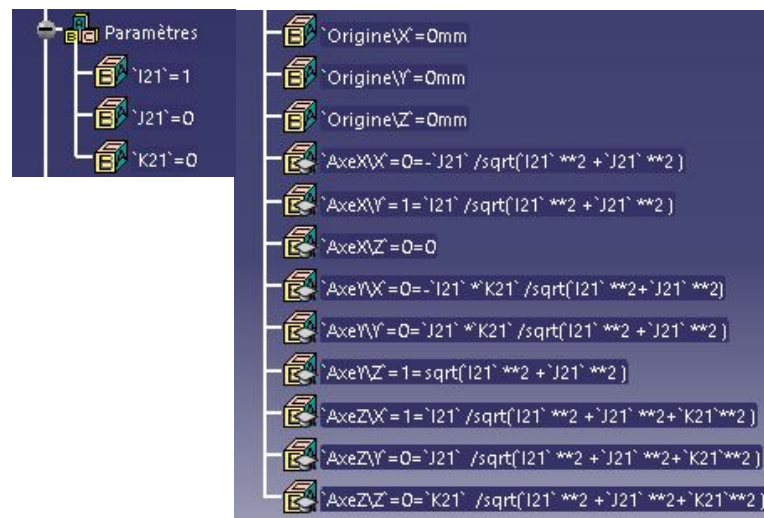 Paramètres
`I21`=1
`J21`=0
`K21`=0
`Origine\X`=0mm
`Origine\Y`=0mm
`Origine\Z`=0mm
`AxeX\X`=0=-`J21` /sqrt(`I21` **2 +`J21` **2 )
`AxeX\Y`=1=`I21` /sqrt(`I21` **2 +`J21` **2 )
`AxeX\Z`=0=0
`AxeY\X`=0=-`I21` *`K21` /sqrt(`I21` **2+`J21` **2)
`AxeY\Y`=0=`J21` *`K21` /sqrt(`I21` **2 +`J21` **2 )
`AxeY\Z`=1=sqrt(`I21` **2 +`J21` **2 )
`AxeZ\X`=1=`I21` /sqrt(`I21` **2 +`J21` **2+`K21`**2 )
`AxeZ\Y`=0=`J21` /sqrt(`I21` **2 +`J21` **2+`K21`**2 )
`AxeZ\Z`=0=`K21` /sqrt(`I21` **2 +`J21` **2+`K21`**2 )